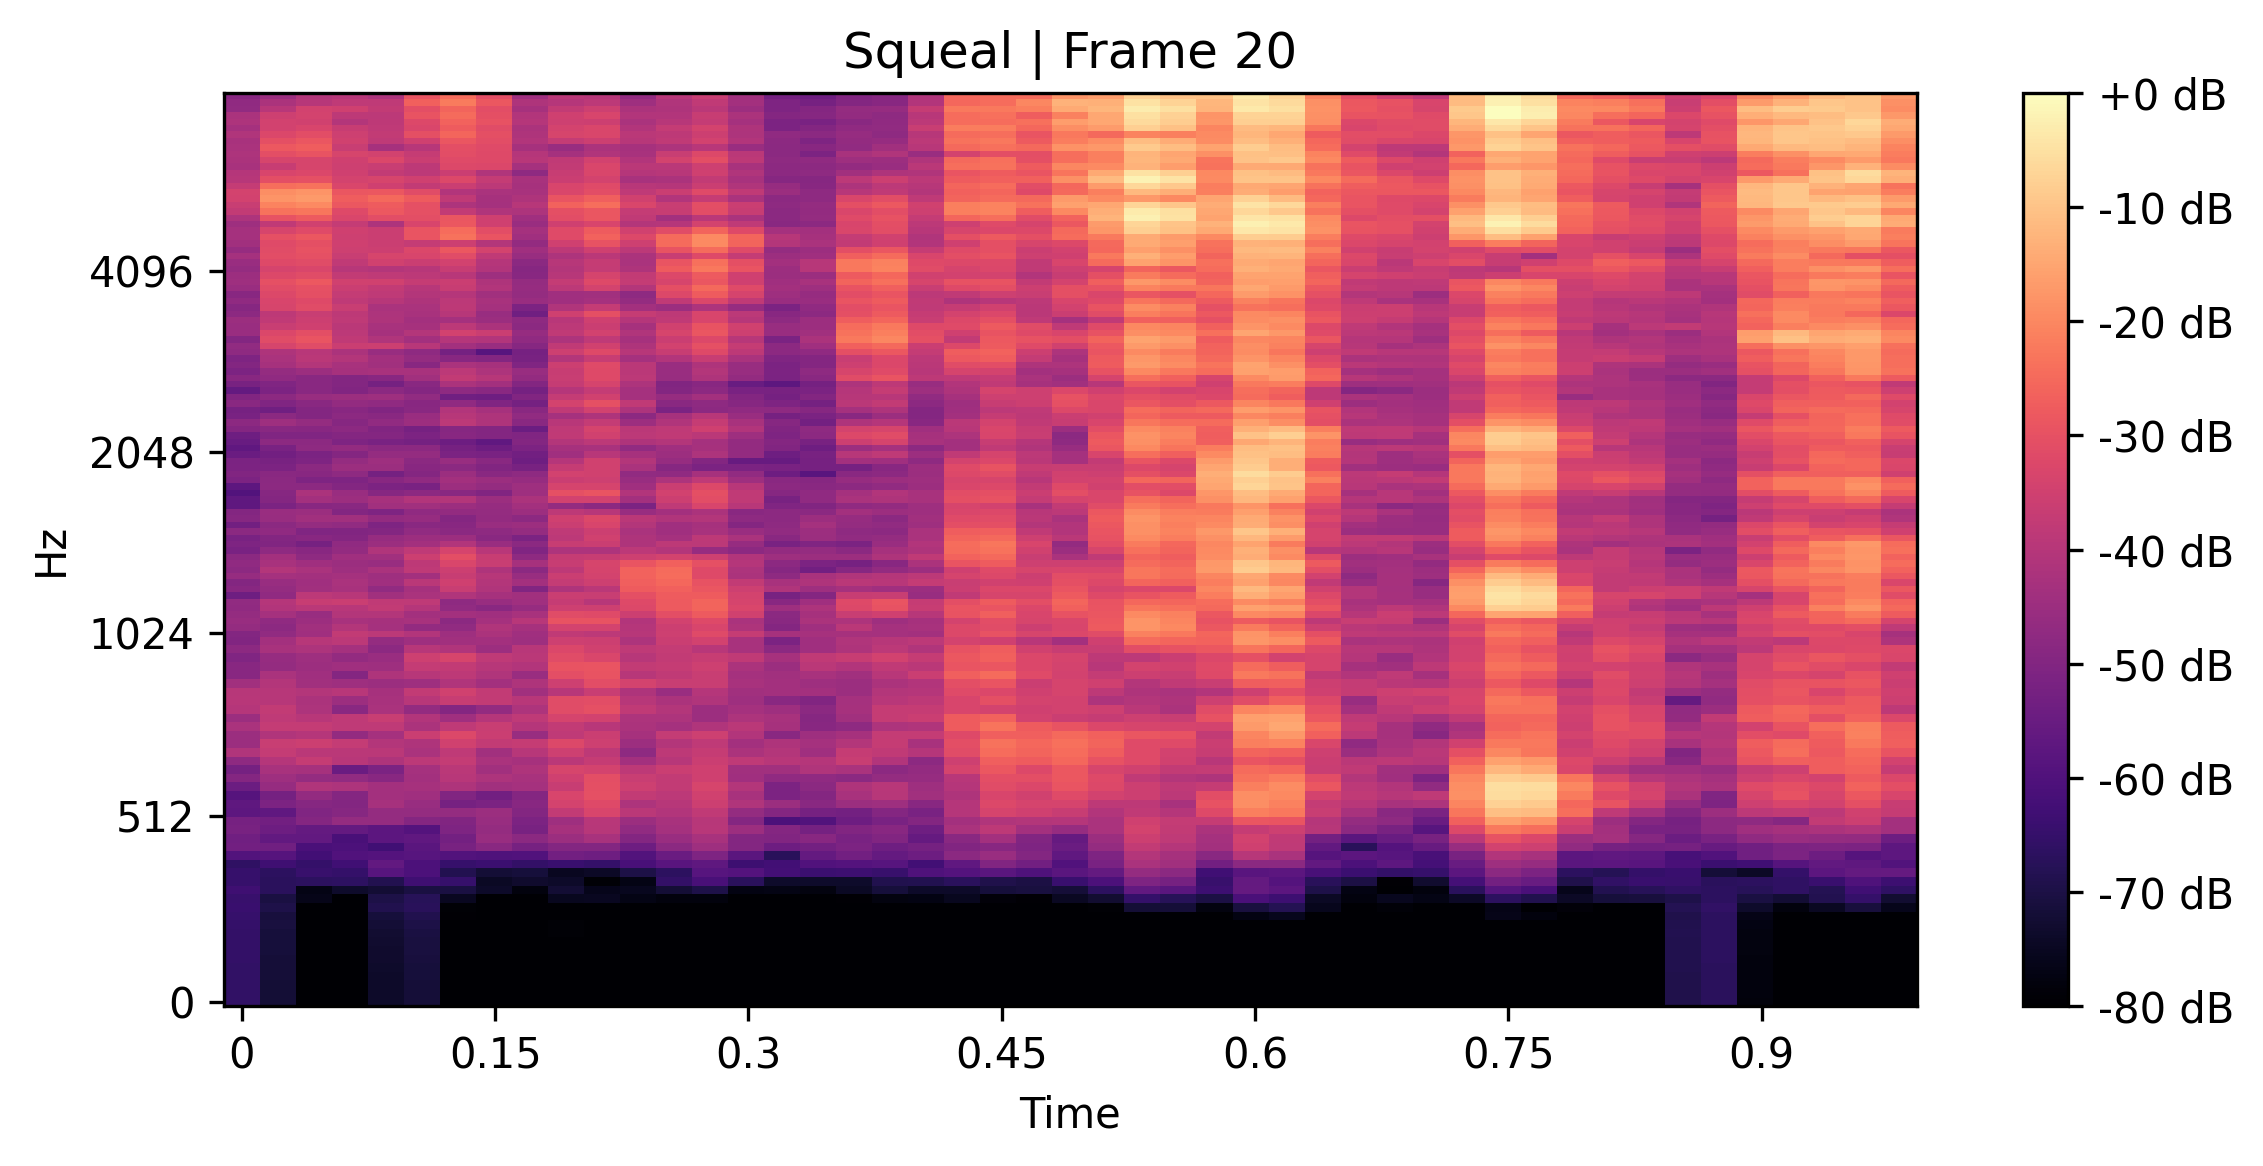 Squeal | Frame 20
+0 dB
-10 dB
-20 dB
-30 dB
-40 dB
-50 dB
-60 dB
-70 dB
-80 dB
Hz
4096
2048
1024
512
0
0 0.15 0.3 0.45 0.6 0.75 0.9
Time